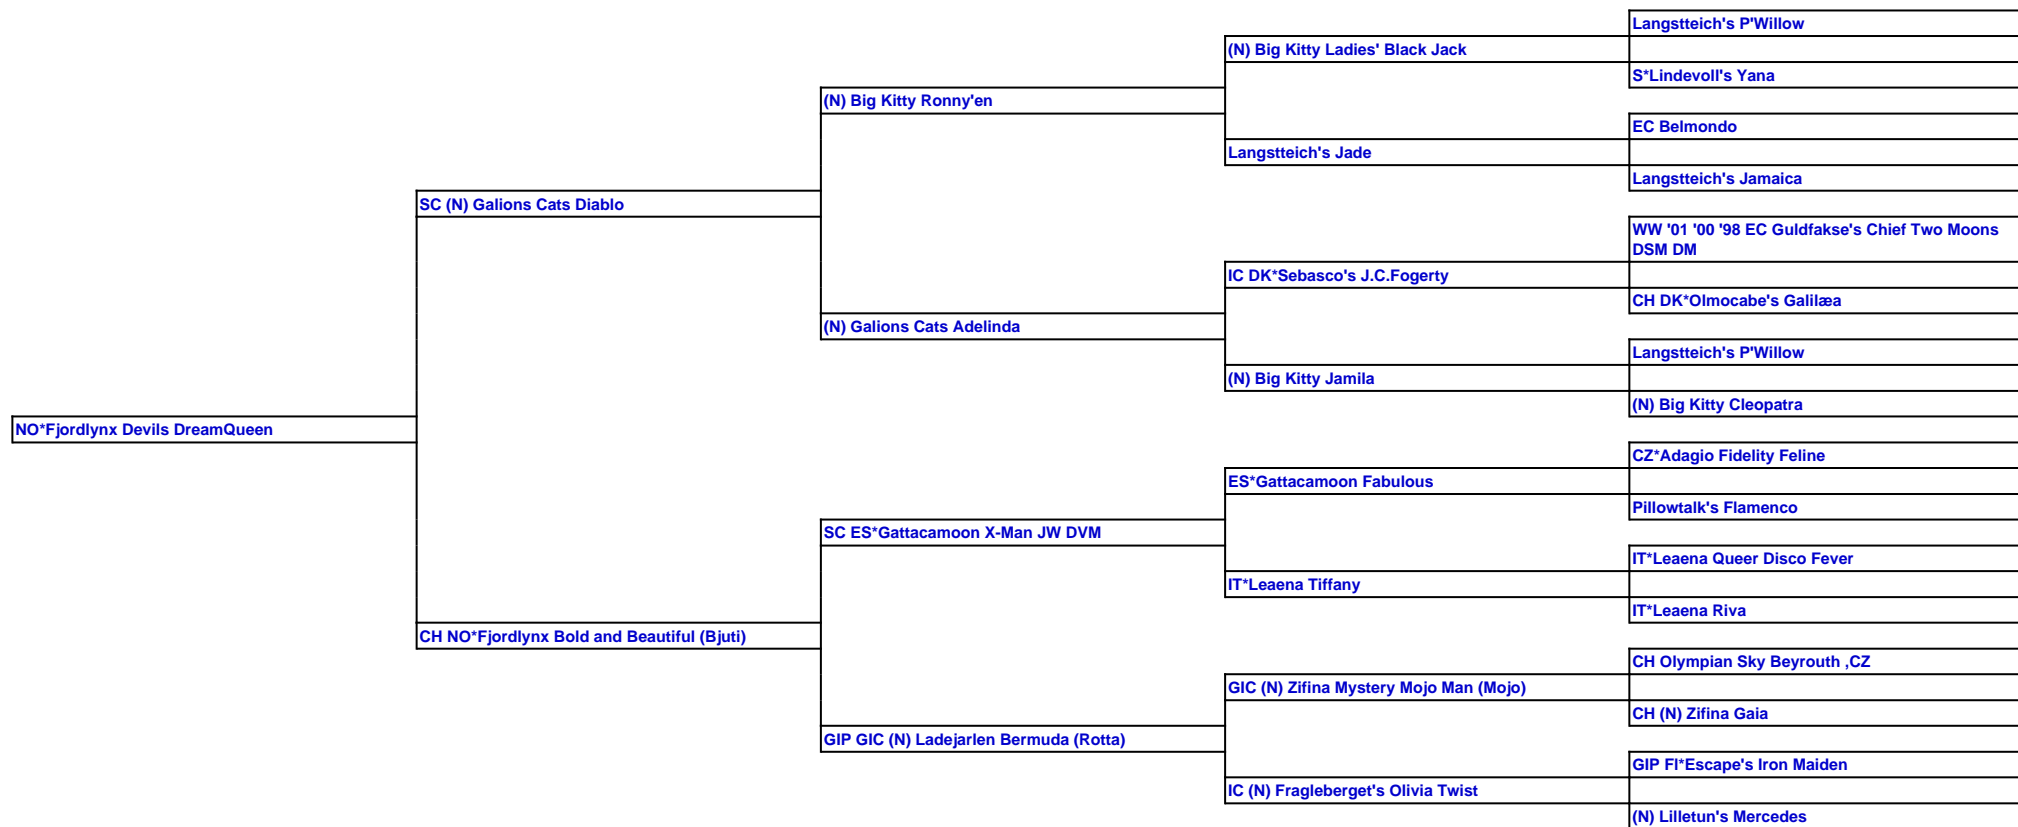 Langstteich's P'Willow
(N) Big Kitty Ladies' Black Jack
S*Lindevoll's Yana
(N) Big Kitty Ronny'en
EC Belmondo
Langstteich's Jade
Langstteich's Jamaica
SC (N) Galions Cats Diablo
WW '01 '00 '98 EC Guldfakse's Chief Two Moons
DSM DM
IC DK*Sebasco's J.C.Fogerty
CH DK*Olmocabe's Galilæa
(N) Galions Cats Adelinda
Langstteich's P'Willow
(N) Big Kitty Jamila
(N) Big Kitty Cleopatra
NO*Fjordlynx Devils DreamQueen
CZ*Adagio Fidelity Feline
ES*Gattacamoon Fabulous
Pillowtalk's Flamenco
SC ES*Gattacamoon X-Man JW DVM
IT*Leaena Queer Disco Fever
IT*Leaena Tiffany
IT*Leaena Riva
CH NO*Fjordlynx Bold and Beautiful (Bjuti)
CH Olympian Sky Beyrouth ,CZ
GIC (N) Zifina Mystery Mojo Man (Mojo)
CH (N) Zifina Gaia
GIP GIC (N) Ladejarlen Bermuda (Rotta)
GIP FI*Escape's Iron Maiden
IC (N) Fragleberget's Olivia Twist
(N) Lilletun's Mercedes